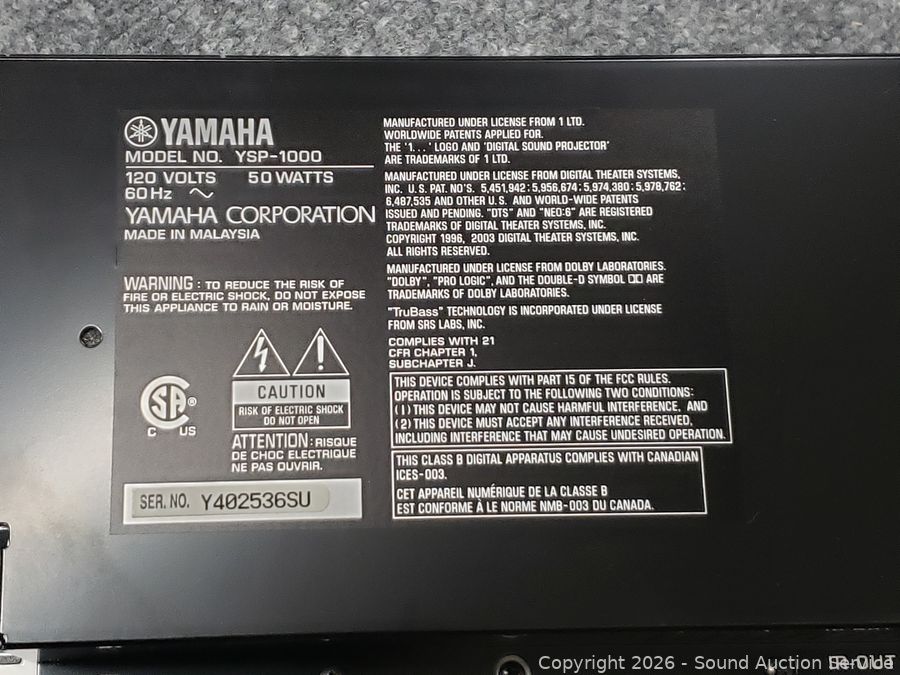 YAMAHA
MODEL NO. YSP-1000
120 VOLTS 50 WATTS
60 Hz
YAMAHA CORPORATION
MADE IN MALAYSIA
WARNING : TO REDUCE THE RISK OF
FIRE OR ELECTRIC SHOCK, DO NOT EXPOSE
THIS APPLIANCE TO RAIN OR MOISTURE.
CSA ®
C US
CAUTION
RISK OF ELECTRIC SHOCK
DO NOT OPEN
ATTENTION : RISQUE
DE CHOC ELECTRIQUE
NE PAS OUVRIR.
SER. NO. Y402536SU
MANUFACTURED UNDER LICENSE FROM 1 LTD.
WORLDWIDE PATENTS APPLIED FOR.
THE '1...' LOGO AND 'DIGITAL SOUND PROJECTOR'
ARE TRADEMARKS OF 1 LTD.
MANUFACTURED UNDER LICENSE FROM DIGITAL THEATER SYSTEMS,
INC. U.S. PAT. NO'S. 5,451,942; 5,956,674; 5,974,380; 5,978,762;
6,487,535 AND OTHER U.S. AND WORLD-WIDE PATENTS
ISSUED AND PENDING. "DTS" AND "NEO:6" ARE REGISTERED
TRADEMARKS OF DIGITAL THEATER SYSTEMS, INC.
COPYRIGHT 1996, 2003 DIGITAL THEATER SYSTEMS, INC.
ALL RIGHTS RESERVED.
MANUFACTURED UNDER LICENSE FROM DOLBY LABORATORIES.
"DOLBY", "PRO LOGIC", AND THE DOUBLE-D SYMBOL ARE
TRADEMARKS OF DOLBY LABORATORIES.
"TruBass" TECHNOLOGY IS INCORPORATED UNDER LICENSE
FROM SRS LABS, INC.
COMPLIES WITH 21
CFR CHAPTER 1,
SUBCHAPTER J.
THIS DEVICE COMPLIES WITH PART 15 OF THE FCC RULES.
OPERATION IS SUBJECT TO THE FOLLOWING TWO CONDITIONS:
(1) THIS DEVICE MAY NOT CAUSE HARMFUL INTERFERENCE, AND
(2) THIS DEVICE MUST ACCEPT ANY INTERFERENCE RECEIVED,
INCLUDING INTERFERENCE THAT MAY CAUSE UNDESIRED OPERATION.
THIS CLASS B DIGITAL APPARATUS COMPLIES WITH CANADIAN
ICES-003.
CET APPAREIL NUMÉRIQUE DE LA CLASSE B
EST CONFORME À LE NORME NMB-003 DU CANADA.
IR-OUT
Copyright 2026 - Sound Auction Service